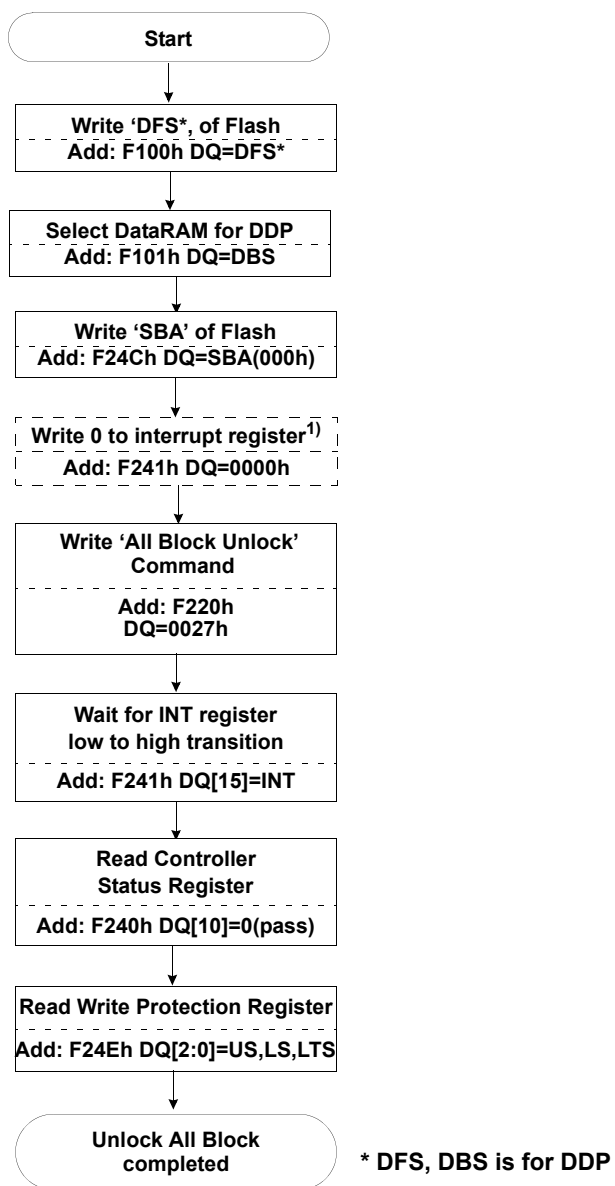 Start
Write ‘DFS*, of Flash
Add: F100h DQ=DFS*
Select DataRAM for DDP
Add: F101h DQ=DBS
Write ‘SBA’ of Flash
Add: F24Ch DQ=SBA(000h)
Write 0 to interrupt register1)
Add: F241h DQ=0000h
Write ‘All Block Unlock’
Command
Add: F220h
DQ=0027h
Wait for INT register
low to high transition
Add: F241h DQ[15]=INT
Read Controller
Status Register
Add: F240h DQ[10]=0(pass)
Read Write Protection Register
Add: F24Eh DQ[2:0]=US,LS,LTS
Unlock All Block
completed
* DFS, DBS is for DDP